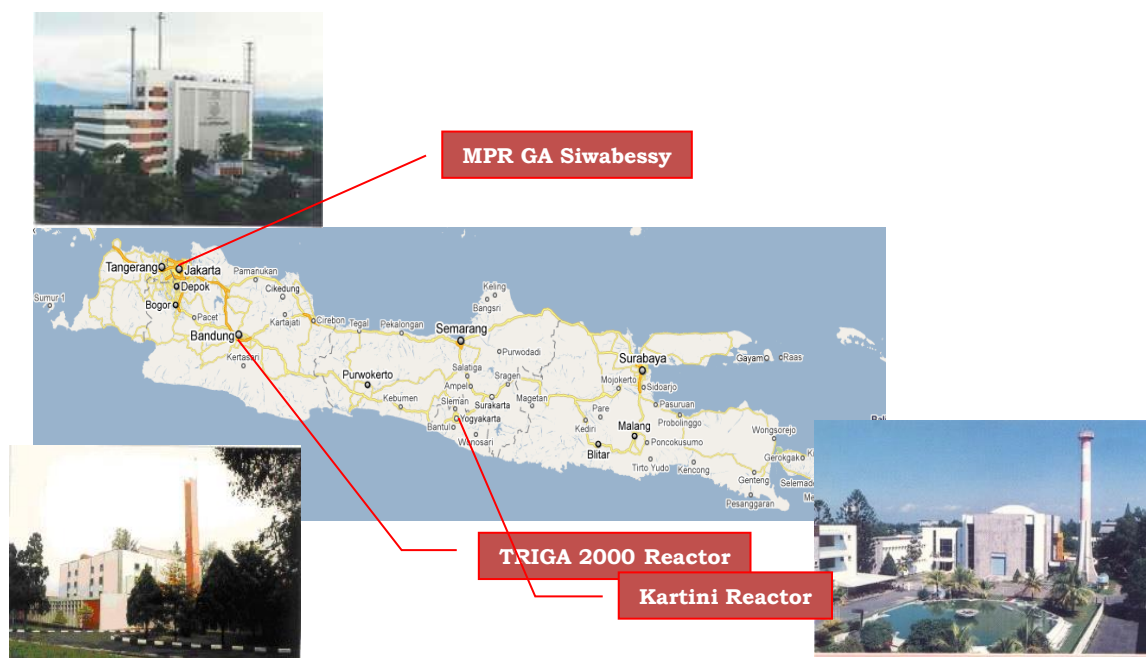 MPR GA Siwabessy
Tangerang
Jakarta
Pamanukan
Depok
Cikedung
Keling
Bangsri
Sumur 1
Bogor
Pacet
Kartajati
Cirebon
Tegal
Pekalongan
Semarang
Bandung
Kertasari
Purwodadi
Surabaya
Gayam
Raas
Salatiga
Purwokerto
Ampel
Sragen
Mojokerto
Sidoarjo
Kebumen
Sleman
Surakarta
Magetan
Pare
Pasuruan
Yogyakarta
Probolinggo
Bantul
Kediri
Malang
Wonosari
Wongsorejo
Blitar
Poncokusumo
Gerokgak
Tirto Yudo
Kencong
Genteng
Selemade
Pesanggaran
TRIGA 2000 Reactor
Kartini Reactor